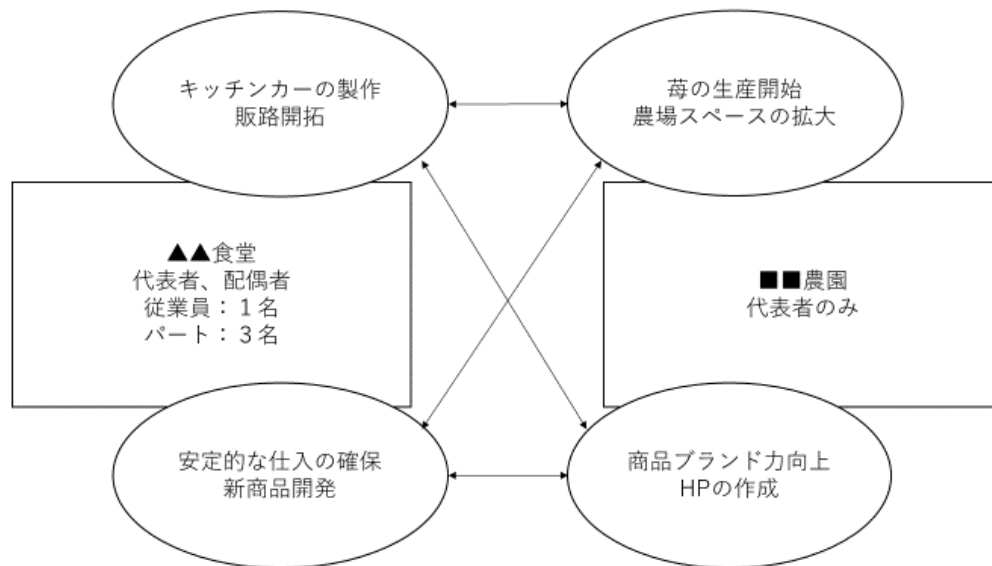 キッチンカーの製作
販路開拓
苺の生産開始
農場スペースの拡大
▲▲食堂
代表者、配偶者
従業員：１名
パート：３名
■■農園
代表者のみ
安定的な仕入の確保
新商品開発
商品ブランド力向上
HPの作成